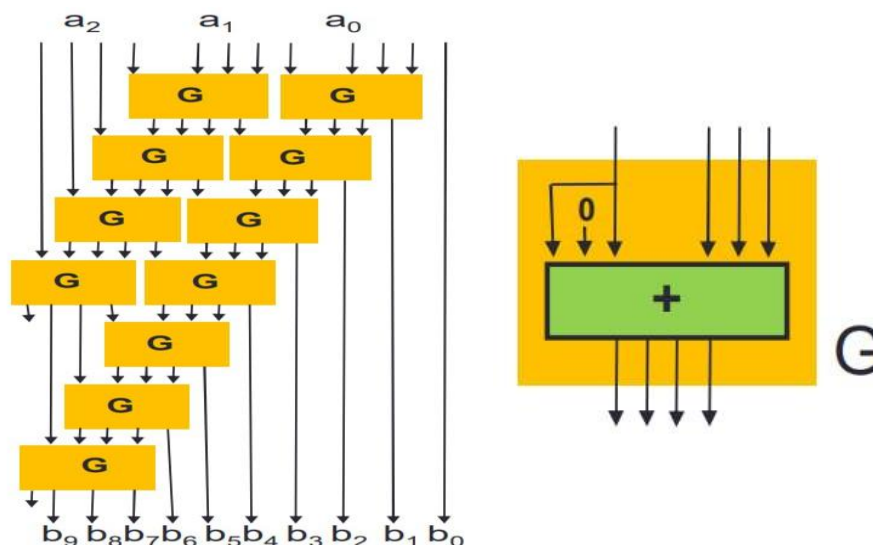 a₂ a₁ a₀
G G
G G
G G
G G
G
G
G
b₉ b₈ b₇ b₆ b₅ b₄ b₃ b₂ b₁ b₀
0
+
G